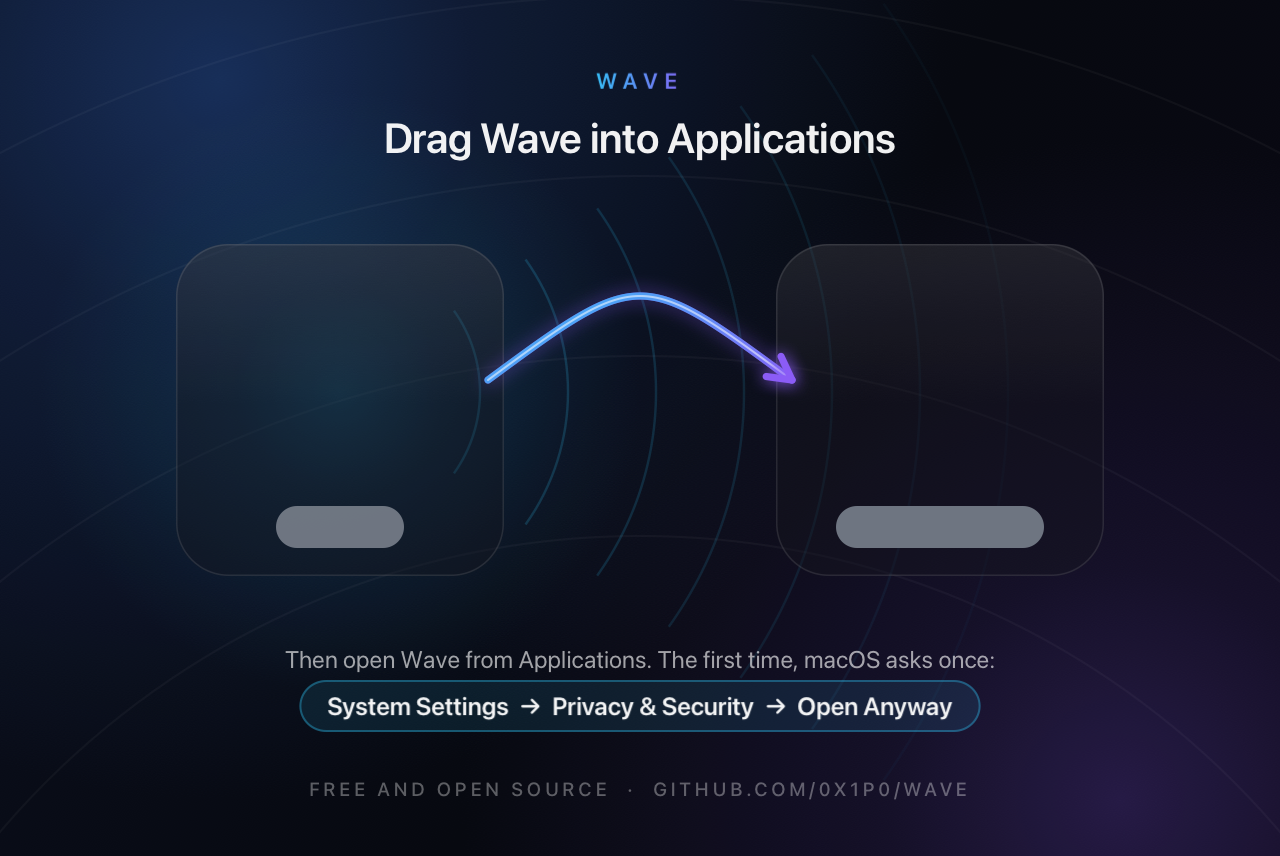 WAVE
Drag Wave into Applications
Then open Wave from Applications. The first time, macOS asks once:
System Settings → Privacy & Security → Open Anyway
FREE AND OPEN SOURCE · GITHUB.COM/0X1P0/WAVE